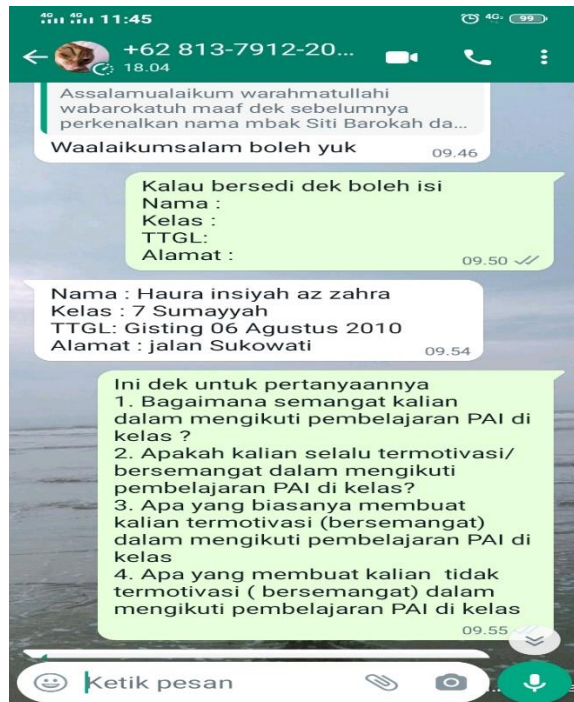 4G 4G 11:45 4G+ 99
+62 813-7912-20...
18.04
Assalamualaikum warahmatullahi
wabarokatuh maaf dek sebelumnya
perkenalkan nama mbak Siti Barokah da...
Waalaikumsalam boleh yuk 09.46
Kalau bersedi dek boleh isi
Nama :
Kelas :
TTGL:
Alamat : 09.50
Nama : Haura insiyah az zahra
Kelas : 7 Sumayyah
TTGL: Gisting 06 Agustus 2010
Alamat : jalan Sukowati 09.54
Ini dek untuk pertanyaannya
1. Bagaimana semangat kalian
dalam mengikuti pembelajaran PAI di
kelas ?
2. Apakah kalian selalu termotivasi/
bersemangat dalam mengikuti
pembelajaran PAI di kelas?
3. Apa yang biasanya membuat
kalian termotivasi (bersemangat)
dalam mengikuti pembelajaran PAI di
kelas
4. Apa yang membuat kalian tidak
termotivasi ( bersemangat) dalam
mengikuti pembelajaran PAI di kelas
09.55
Ketik pesan